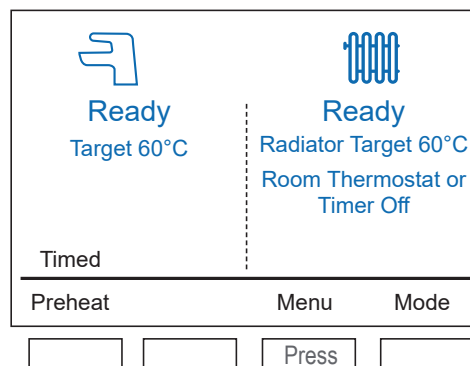 Ready
Target 60°C
Ready
Radiator Target 60°C
Room Thermostat or
Timer Off
Timed
Preheat
Menu
Mode
Press